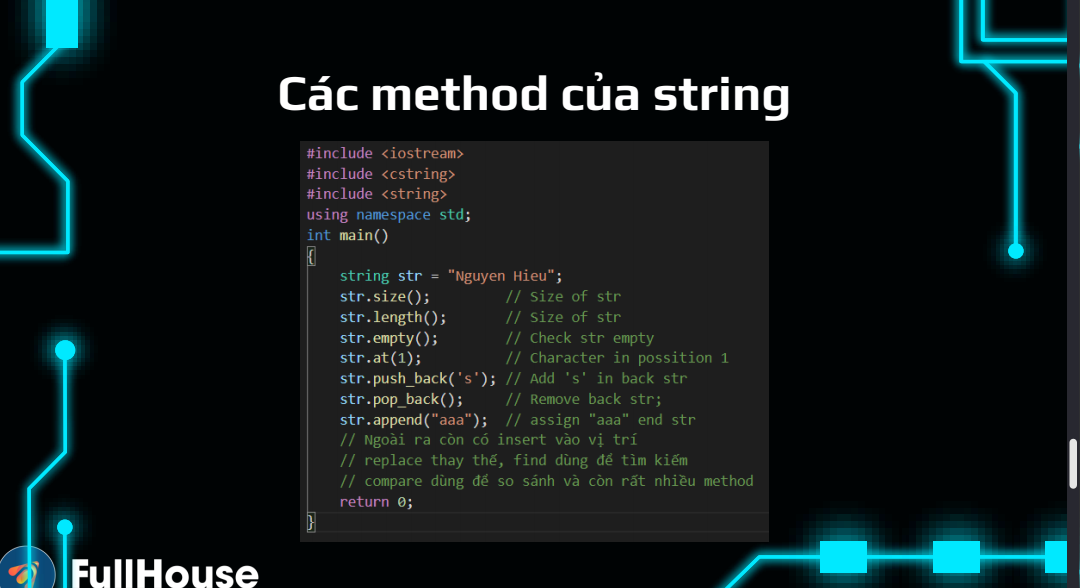 Các method của string
#include <iostream>
#include <cstring>
#include <string>
using namespace std;
int main()
{
    string str = "Nguyen Hieu";
    str.size();         // Size of str
    str.length();       // Size of str
    str.empty();        // Check str empty
    str.at(1);          // Character in possition 1
    str.push_back('s'); // Add 's' in back str
    str.pop_back();     // Remove back str;
    str.append("aaa");  // assign "aaa" end str
    // Ngoài ra còn có insert vào vị trí
    // replace thay thế, find dùng để tìm kiếm
    // compare dùng để so sánh và còn rất nhiều method
    return 0;
}
FullHouse